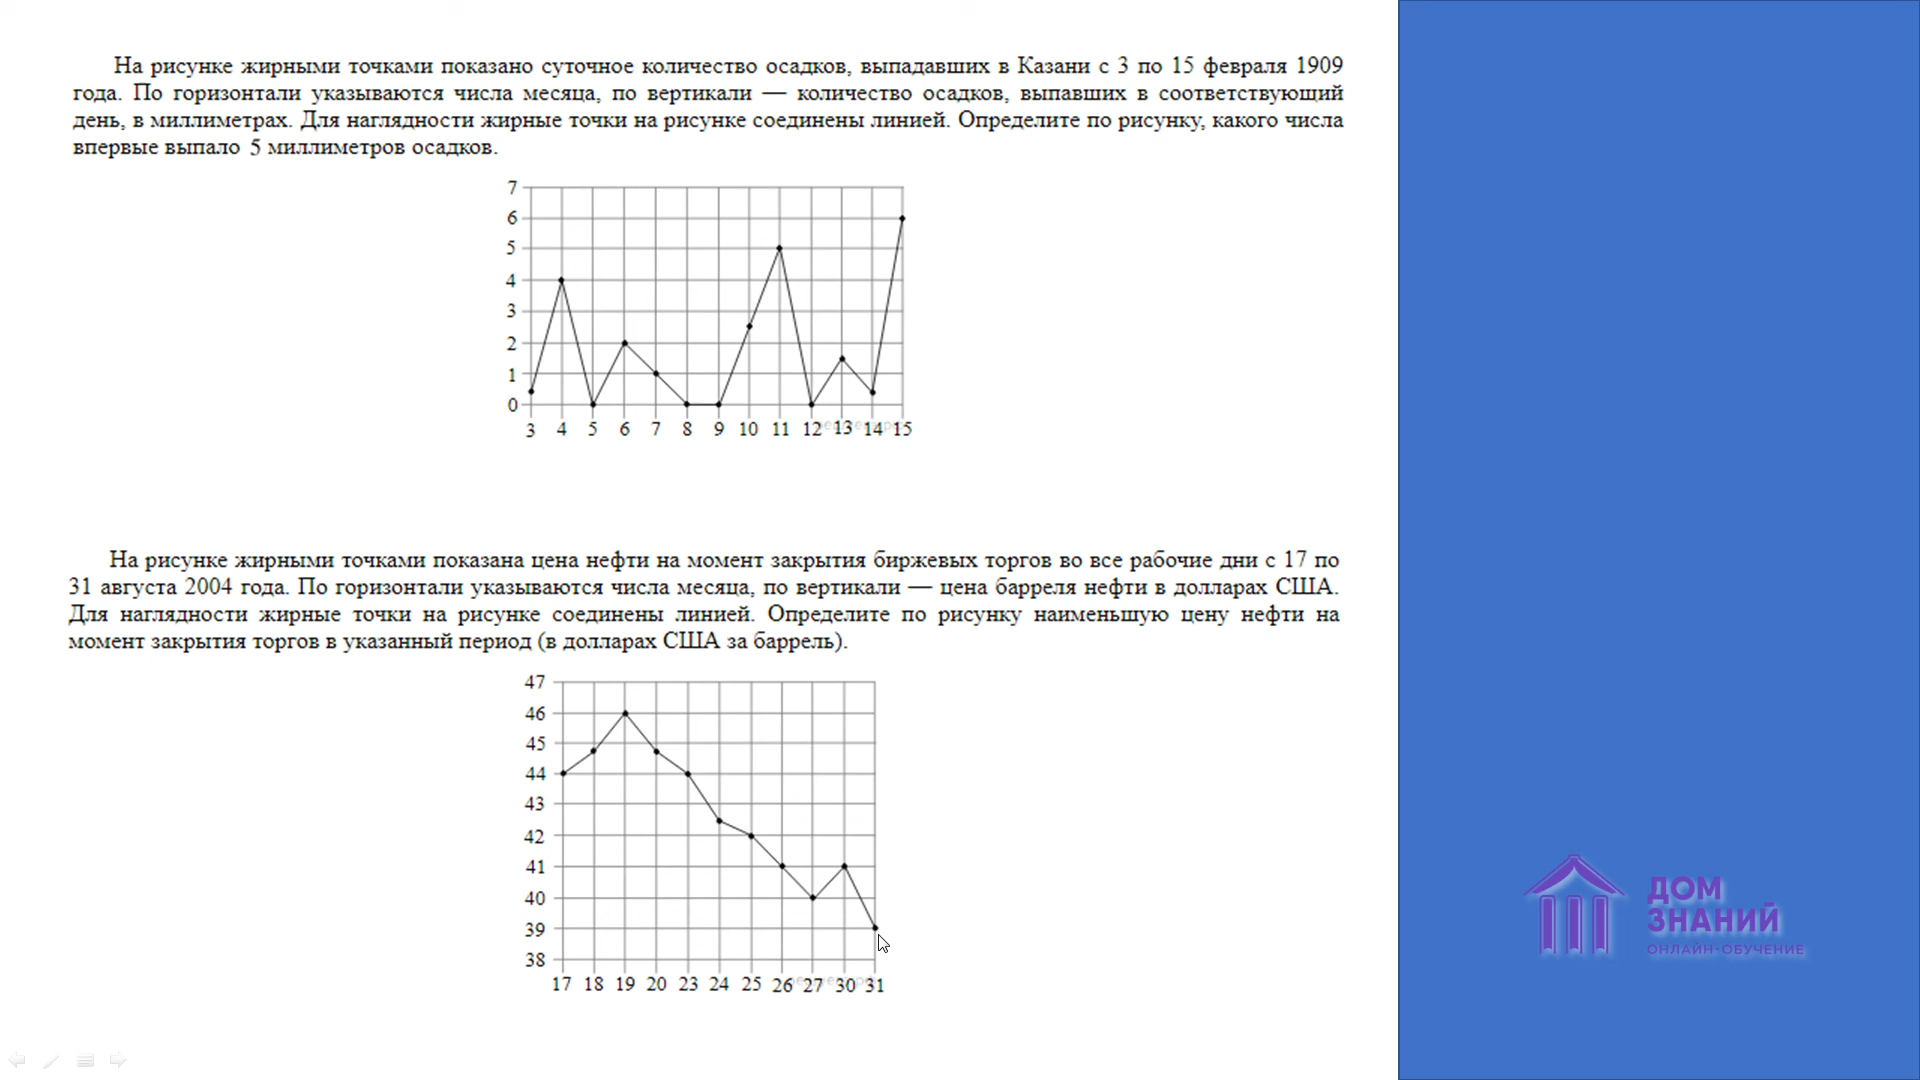 На рисунке жирными точками показано суточное количество осадков, выпадавших в Казани с 3 по 15 февраля 1909
года. По горизонтали указываются числа месяца, по вертикали — количество осадков, выпавших в соответствующий
день, в миллиметрах. Для наглядности жирные точки на рисунке соединены линией. Определите по рисунку, какого числа
впервые выпало 5 миллиметров осадков.
7
6
5
4
3
2
1
0
3 4 5 6 7 8 9 10 11 12 13 14 15
На рисунке жирными точками показана цена нефти на момент закрытия биржевых торгов во все рабочие дни с 17 по
31 августа 2004 года. По горизонтали указываются числа месяца, по вертикали — цена барреля нефти в долларах США.
Для наглядности жирные точки на рисунке соединены линией. Определите по рисунку наименьшую цену нефти на
момент закрытия торгов в указанный период (в долларах США за баррель).
47
46
45
44
43
42
41
40
39
38
17 18 19 20 23 24 25 26 27 30 31
ДОМ
ЗНАНИЙ
ОНЛАЙН-ОБУЧЕНИЕ